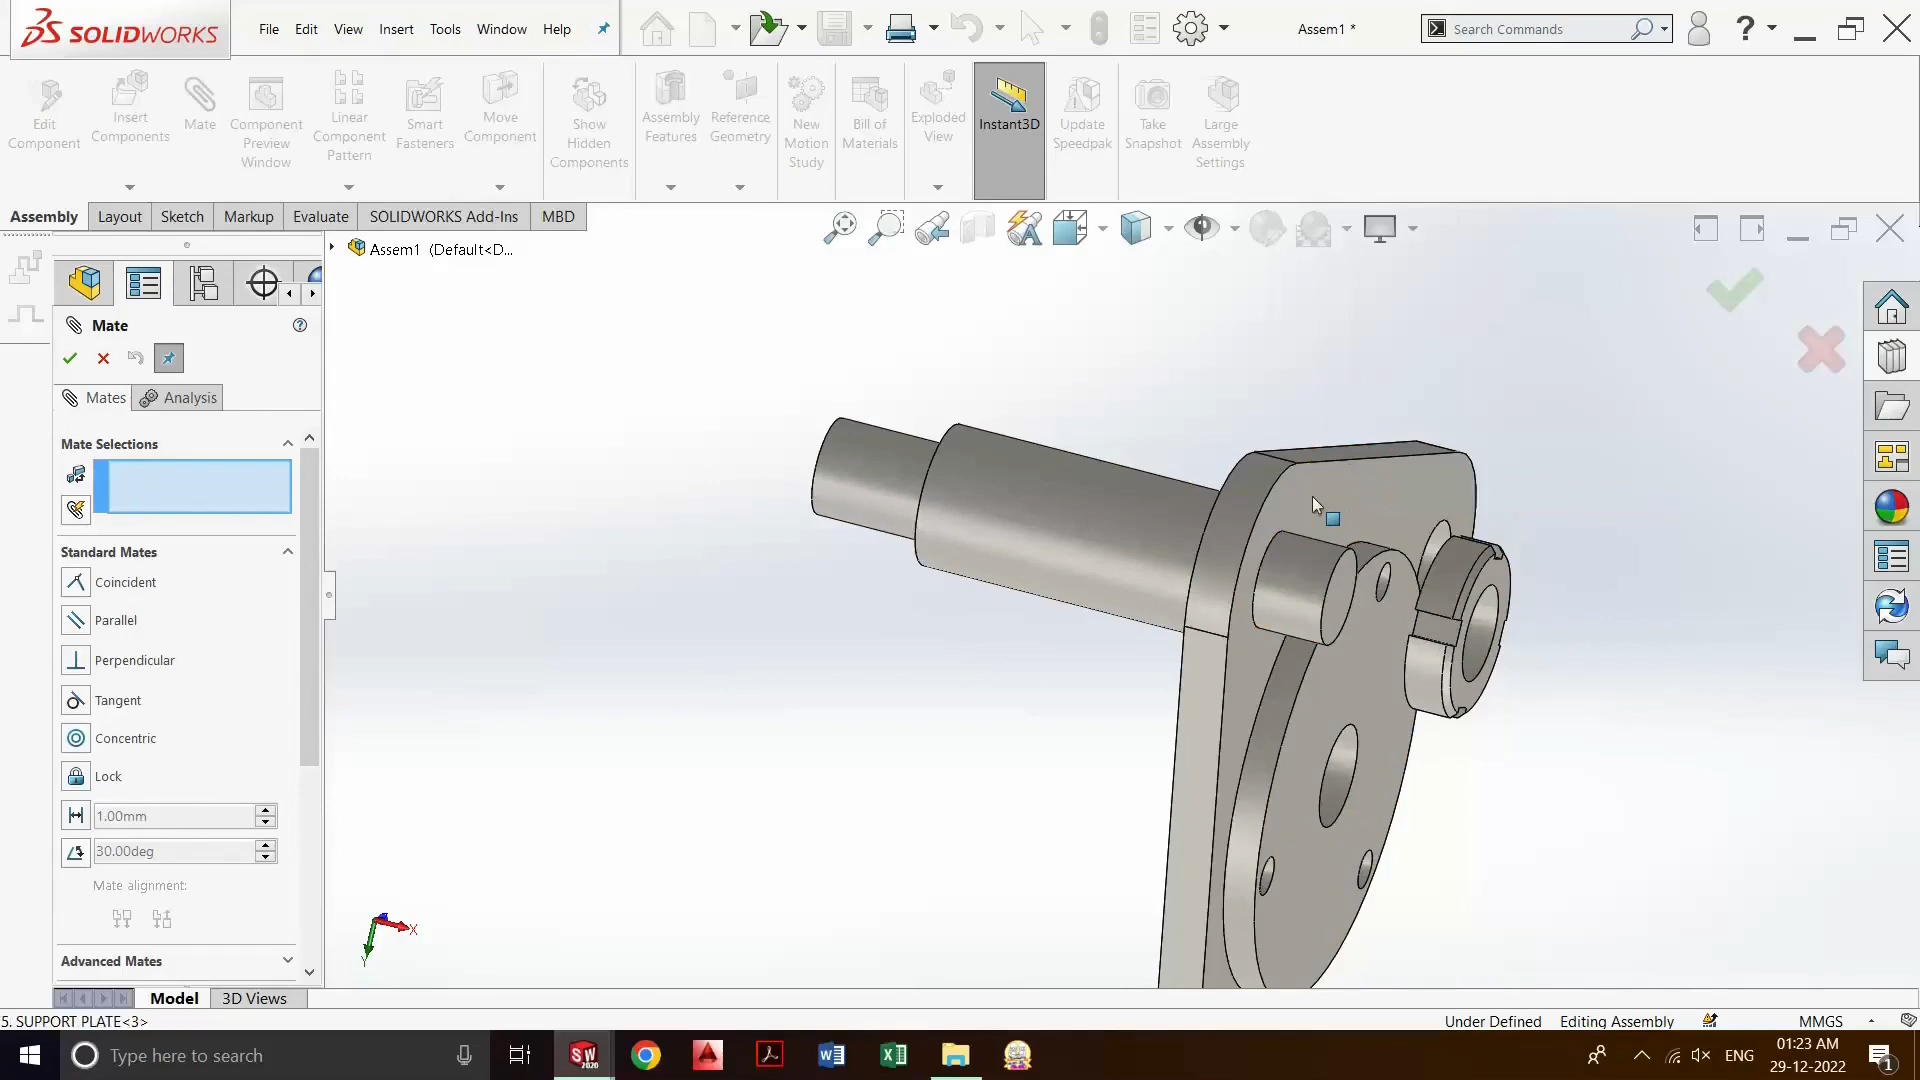 SOLIDWORKS File Edit View Insert Tools Window Help Assem1 * Search Commands ?
Edit Component
Insert Components
Mate
Component Preview Window
Linear Component Pattern
Smart Fasteners
Move Component
Show Hidden Components
Assembly Features
Reference Geometry
New Motion Study
Bill of Materials
Exploded View
Instant3D
Update Speedpak
Take Snapshot
Large Assembly Settings
Assembly Layout Sketch Markup Evaluate SOLIDWORKS Add-Ins MBD
Assem1 (Default<D...
Mate
Mates Analysis
Mate Selections
Standard Mates
Coincident
Parallel
Perpendicular
Tangent
Concentric
Lock
1.00mm
30.00deg
Mate alignment:
Advanced Mates
X
Y
Model 3D Views
5. SUPPORT PLATE<3> Under Defined Editing Assembly MMGS
Type here to search
SW
2020
ENG
01:23 AM
29-12-2022
1